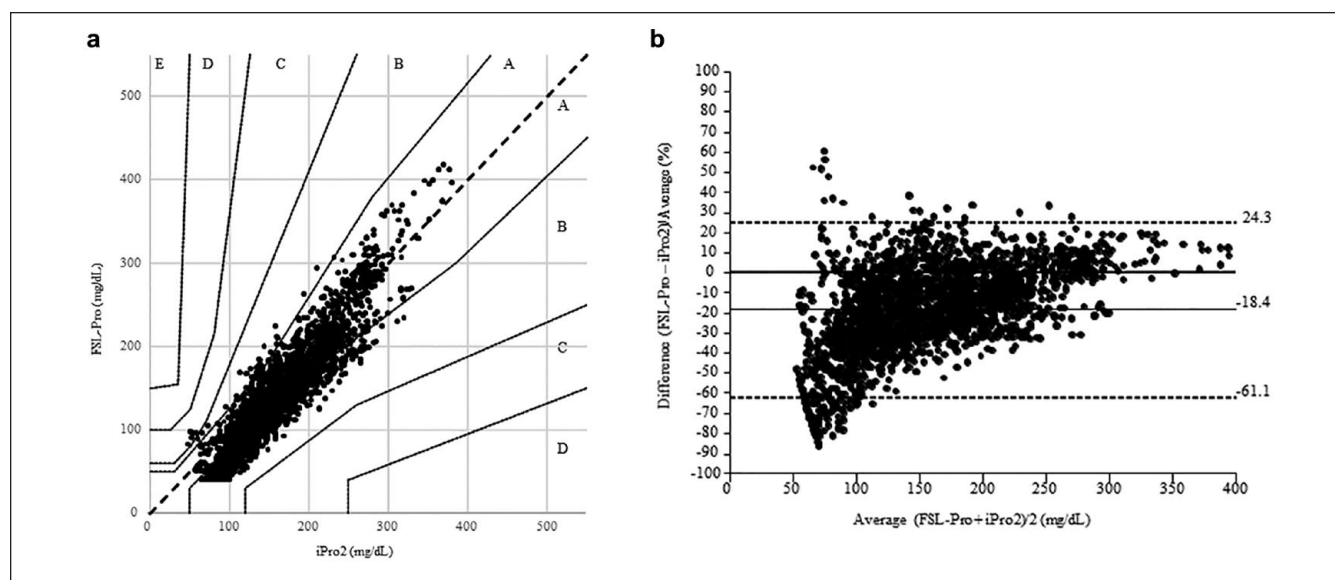 a
E D C B A
A
B
C
D
500
400
300
200
100
0
0 100 200 300 400 500
FSL-Pro (mg/dL)
iPro2 (mg/dL)
b
100
90
80
70
60
50
40
30
20
10
0
-10
-20
-30
-40
-50
-60
-70
-80
-90
-100
24.3
-18.4
-61.1
0 50 100 150 200 250 300 350 400
Difference (FSL-Pro – iPro2)/Average (%)
Average (FSL-Pro+iPro2)/2 (mg/dL)